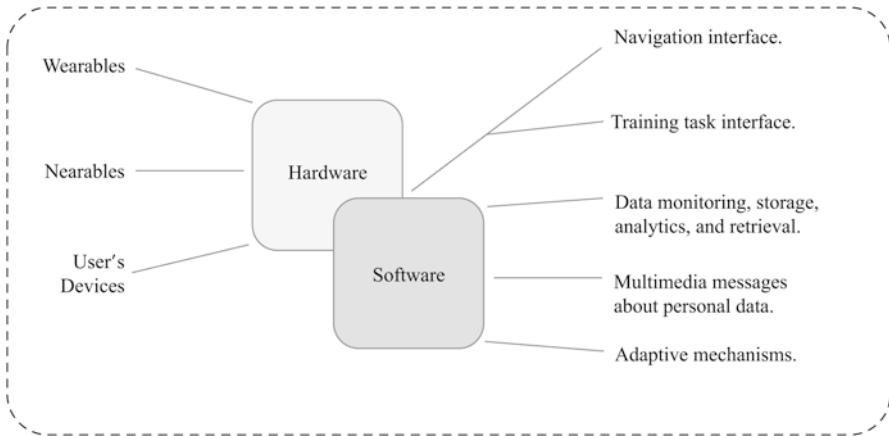 Wearables
Nearables
User's
Devices
Hardware
Software
Navigation interface.
Training task interface.
Data monitoring, storage,
analytics, and retrieval.
Multimedia messages
about personal data.
Adaptive mechanisms.